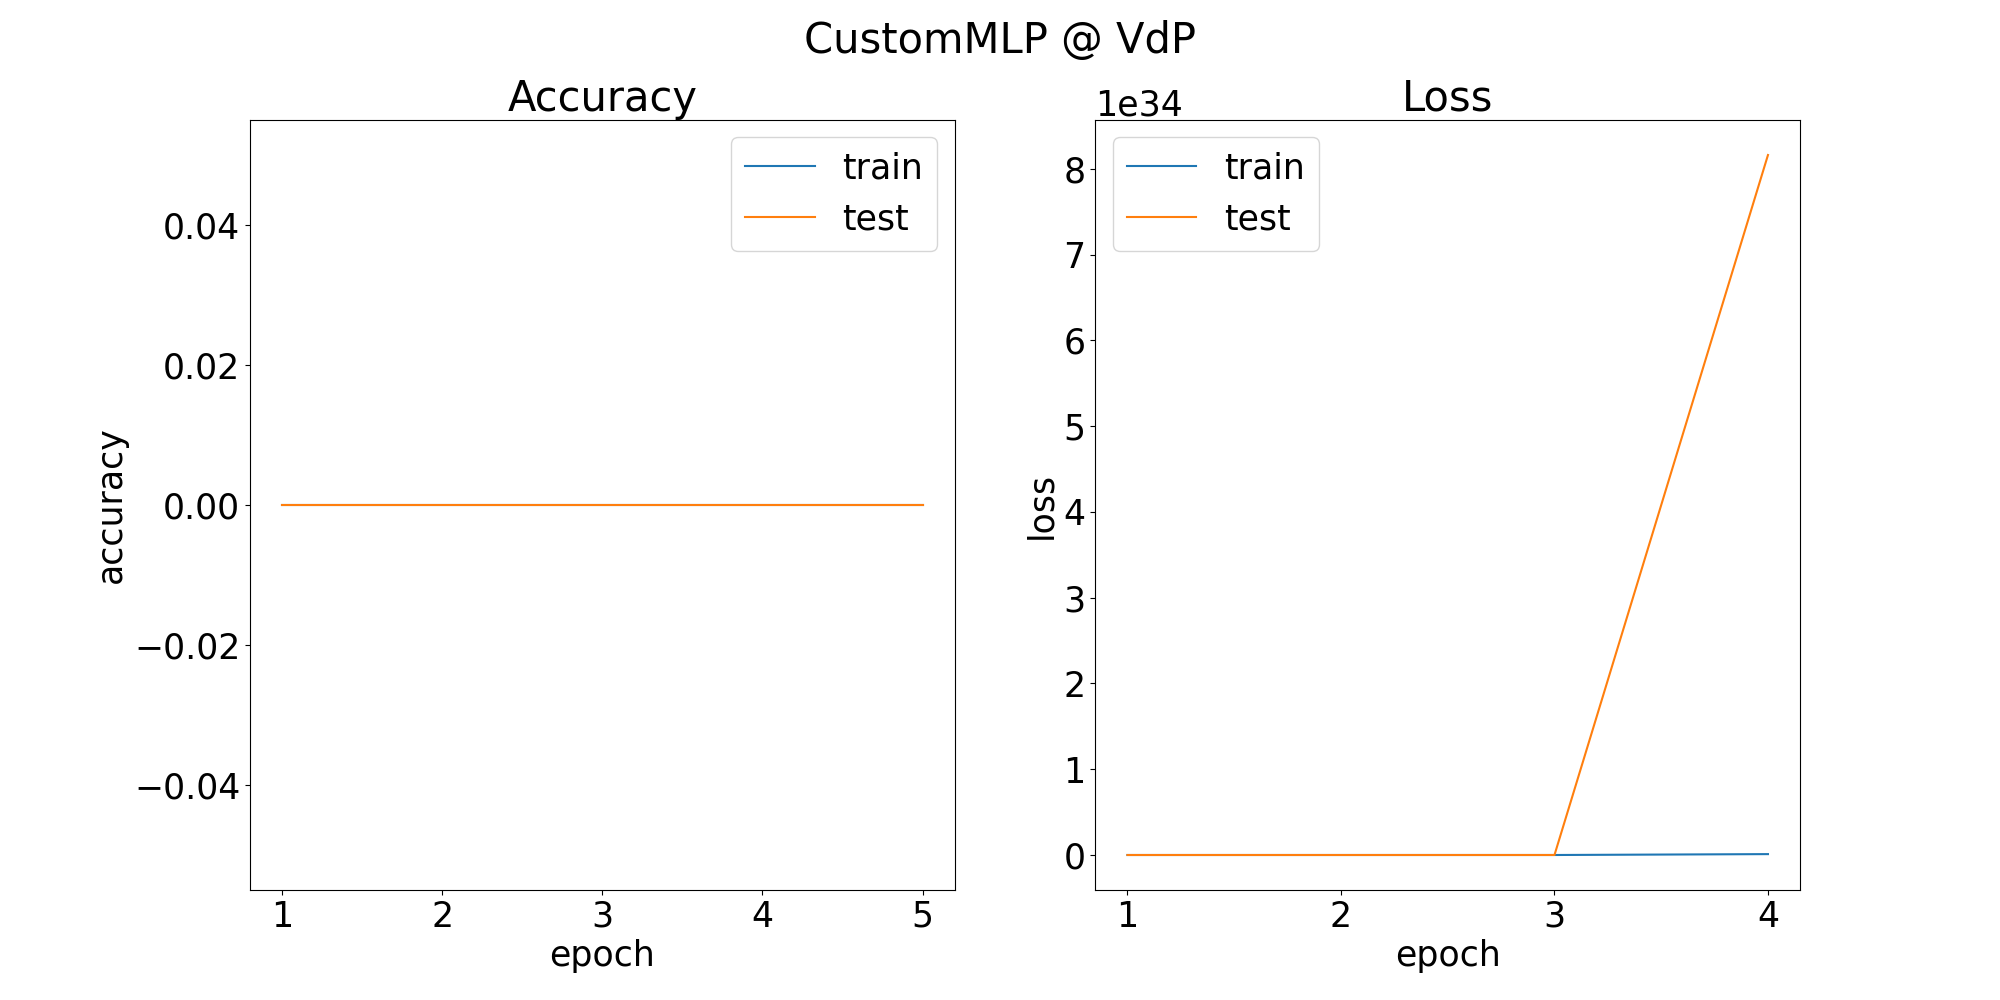 CustomMLP @ VdP
Accuracy
train
test
0.04
0.02
0.00
−0.02
−0.04
accuracy
1 2 3 4 5
epoch
Loss
1e34
train
test
8
7
6
5
4
3
2
1
0
loss
1 2 3 4
epoch